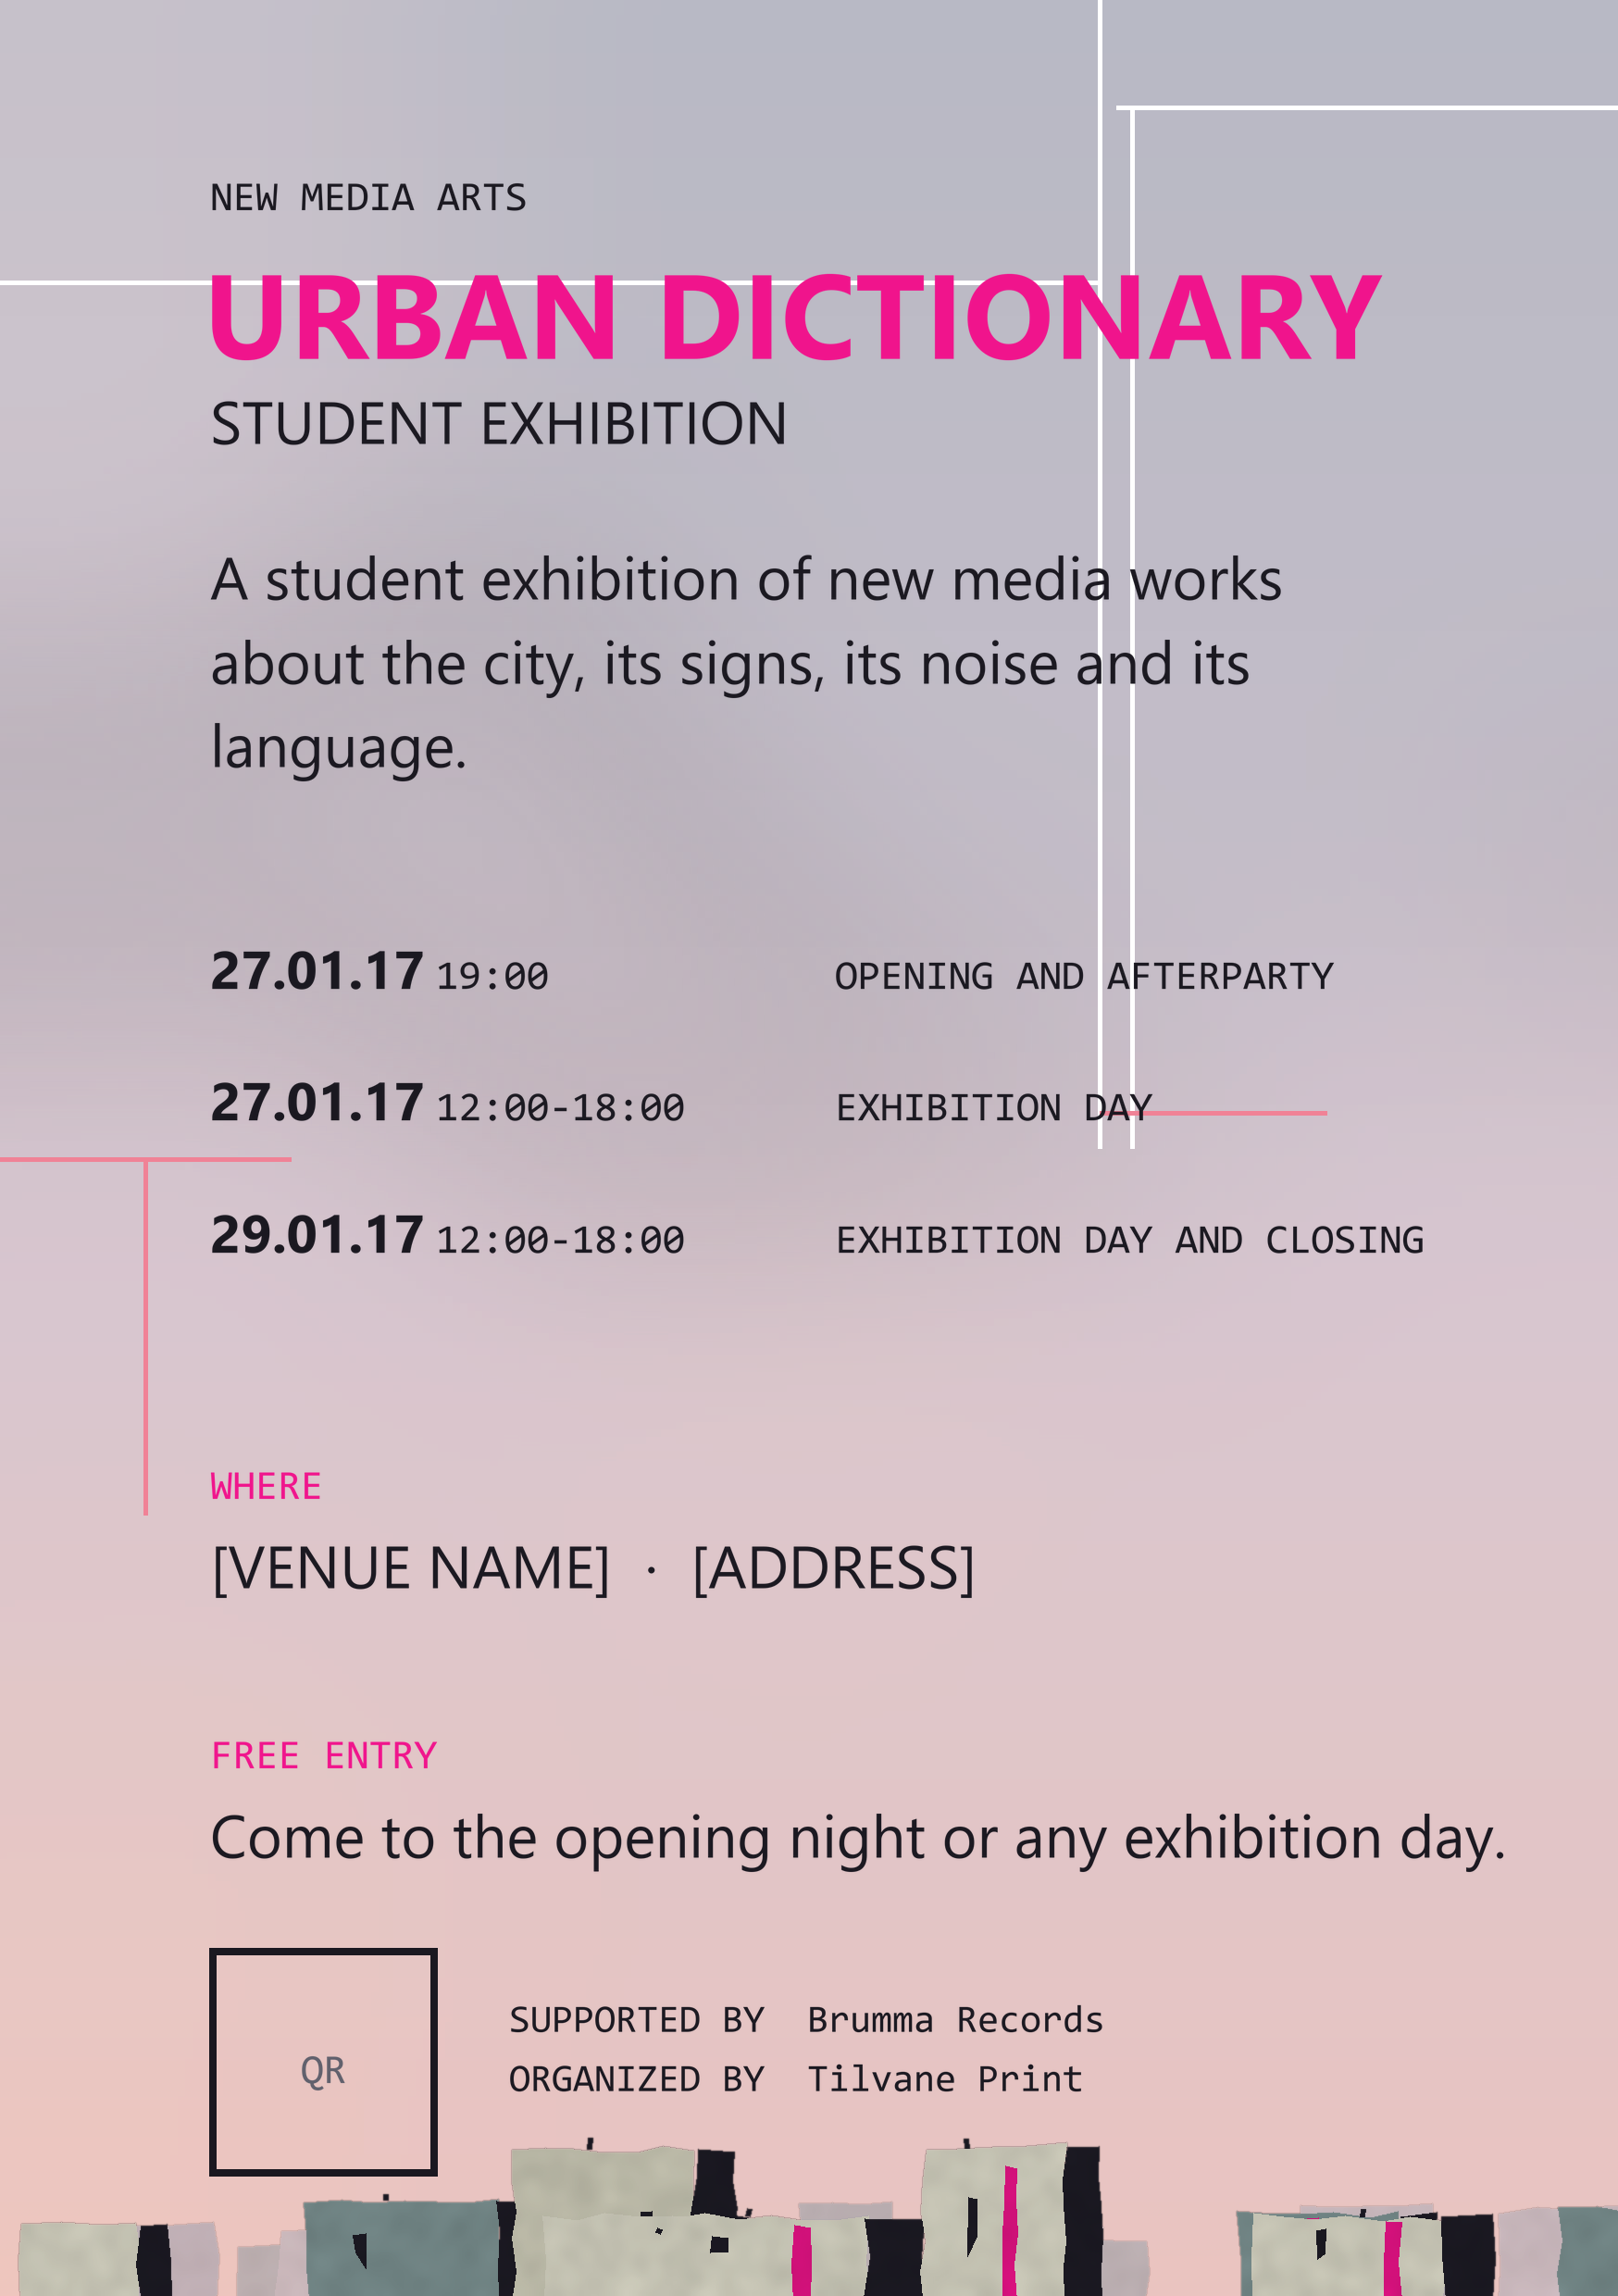 NEW MEDIA ARTS
URBAN DICTIONARY
STUDENT EXHIBITION
A student exhibition of new media works
about the city, its signs, its noise and its
language.
27.01.17 19:00 OPENING AND AFTERPARTY
27.01.17 12:00-18:00 EXHIBITION DAY
29.01.17 12:00-18:00 EXHIBITION DAY AND CLOSING
WHERE
[VENUE NAME] · [ADDRESS]
FREE ENTRY
Come to the opening night or any exhibition day.
QR
SUPPORTED BY Brumma Records
ORGANIZED BY Tilvane Print